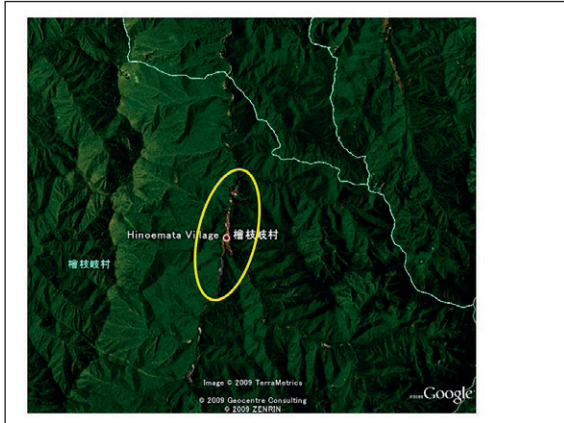 Hinoemata Village 檜枝岐村
檜枝岐村
Image © 2009 TerraMetrics
© 2009 Geocentre Consulting
© 2009 ZENRIN
Google